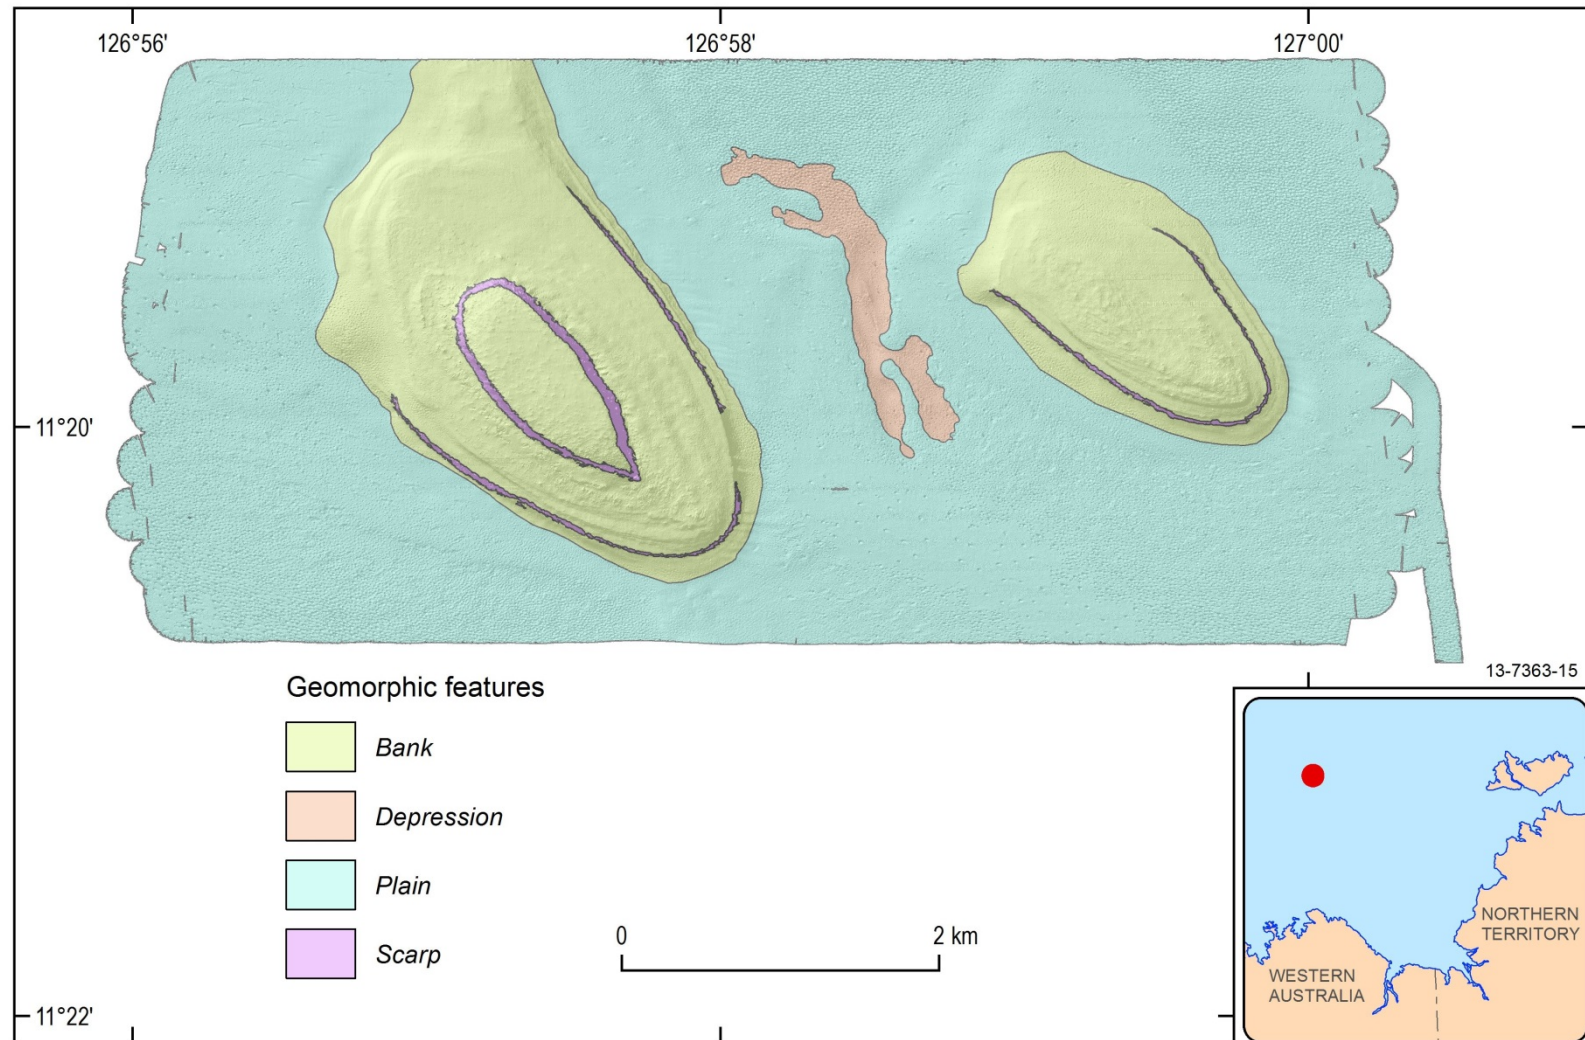 126°56'
126°58'
127°00'
11°20'
13-7363-15
Geomorphic features
Bank
Depression
Plain
Scarp
0
2 km
NORTHERN
TERRITORY
WESTERN
AUSTRALIA
11°22'